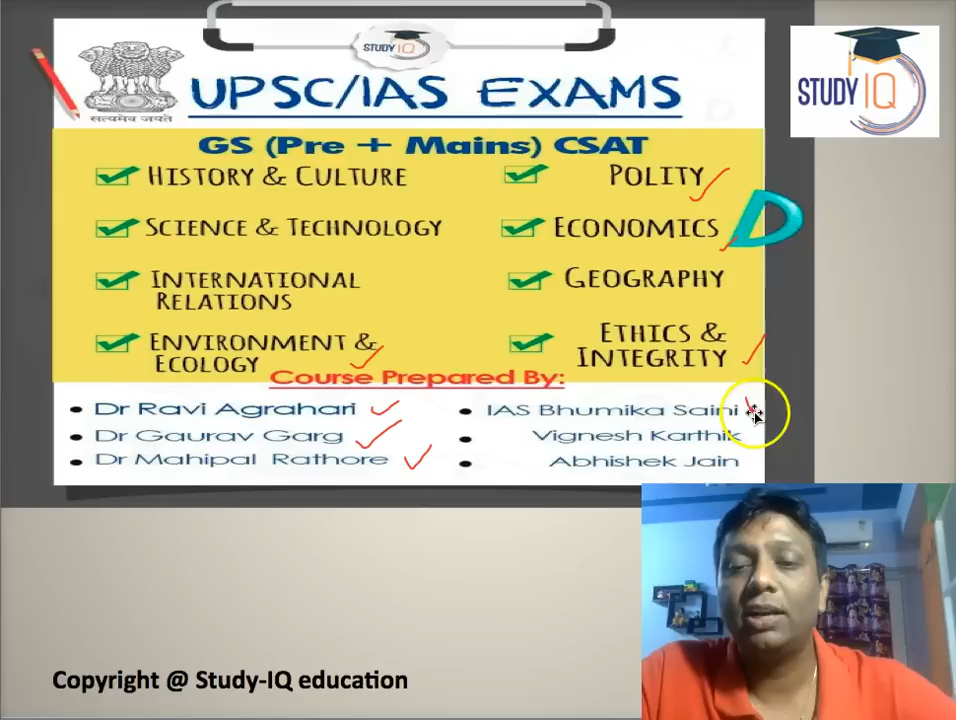 STUDY IQ
सत्यमेव जयते
UPSC/IAS EXAMS
STUDY IQ
GS (Pre + Mains) CSAT
HISTORY & CULTURE
POLITY
SCIENCE & TECHNOLOGY
ECONOMICS
D
INTERNATIONAL
RELATIONS
GEOGRAPHY
ENVIRONMENT &
ECOLOGY
ETHICS &
INTEGRITY
Course Prepared By:
Dr Ravi Agrahari
IAS Bhumika Saini
Dr Gaurav Garg
Vignesh Karthik
Dr Mahipal Rathore
Abhishek Jain
Copyright @ Study-IQ education